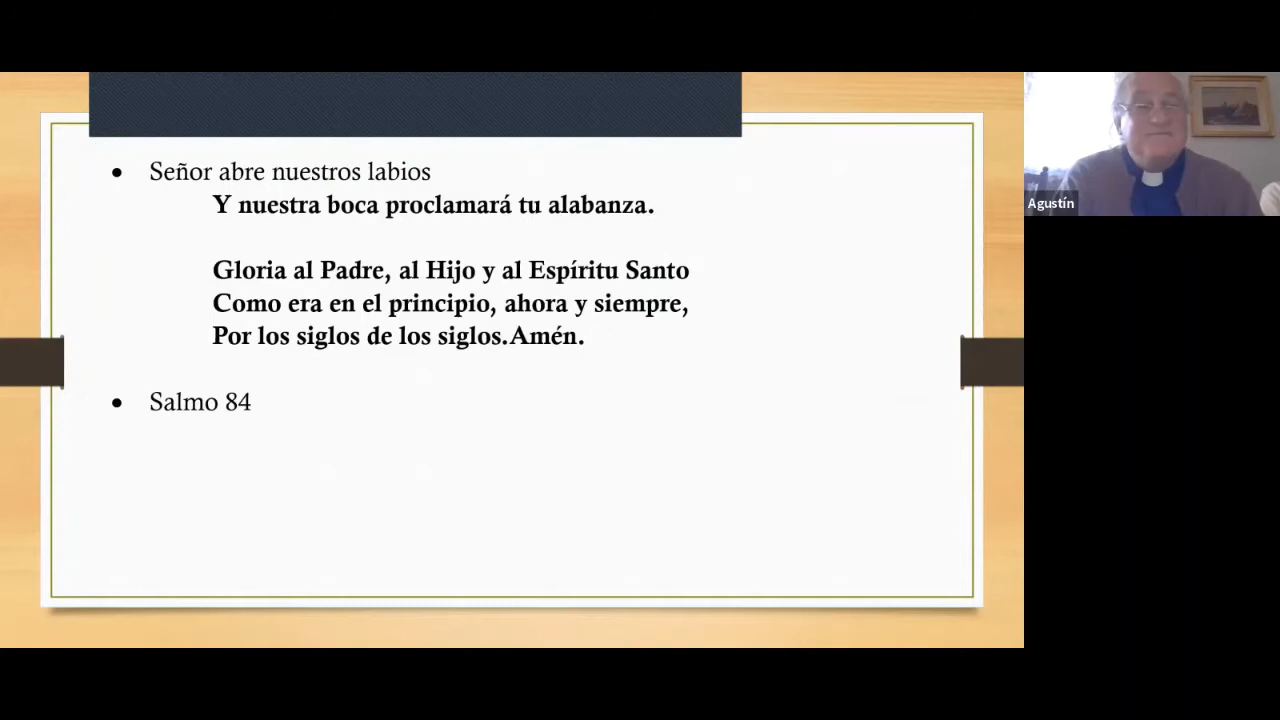 Señor abre nuestros labios
Y nuestra boca proclamará tu alabanza.
Gloria al Padre, al Hijo y al Espíritu Santo
Como era en el principio, ahora y siempre,
Por los siglos de los siglos.Amén.
Salmo 84
Agustín